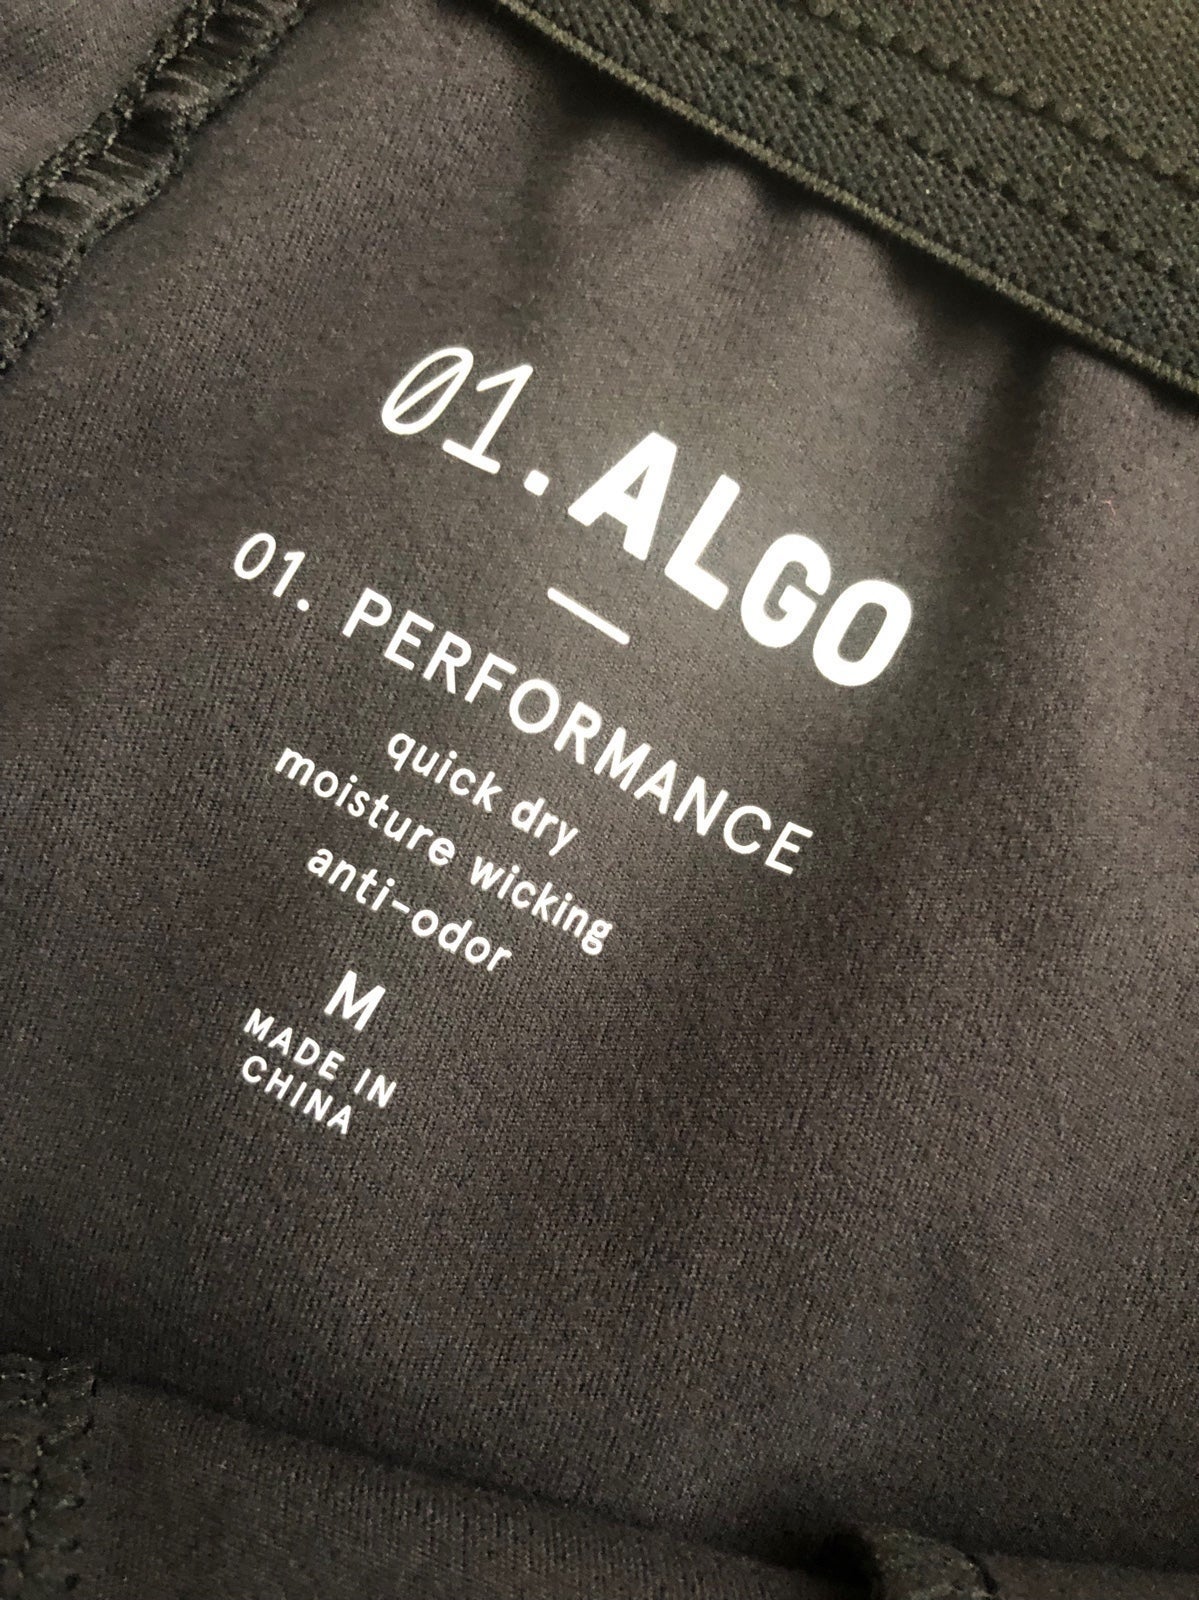 01.ALGO
01. PERFORMANCE
quick dry
moisture wicking
anti-odor
M
MADE IN
CHINA